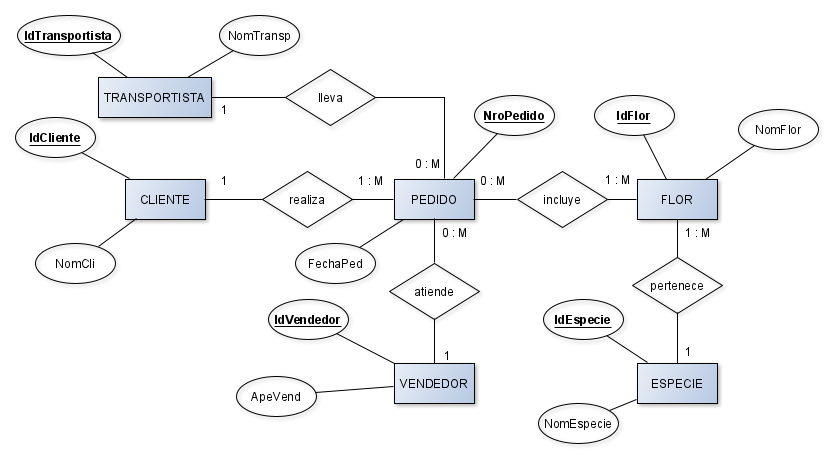 IdTransportista
NomTransp
TRANSPORTISTA
1
lleva
0 : M
IdCliente
NroPedido
IdFlor
NomFlor
CLIENTE
1
realiza
1 : M
PEDIDO
0 : M
incluye
1 : M
FLOR
NomCli
FechaPed
0 : M
1 : M
atiende
pertenece
IdVendedor
IdEspecie
1
1
VENDEDOR
ESPECIE
ApeVend
NomEspecie